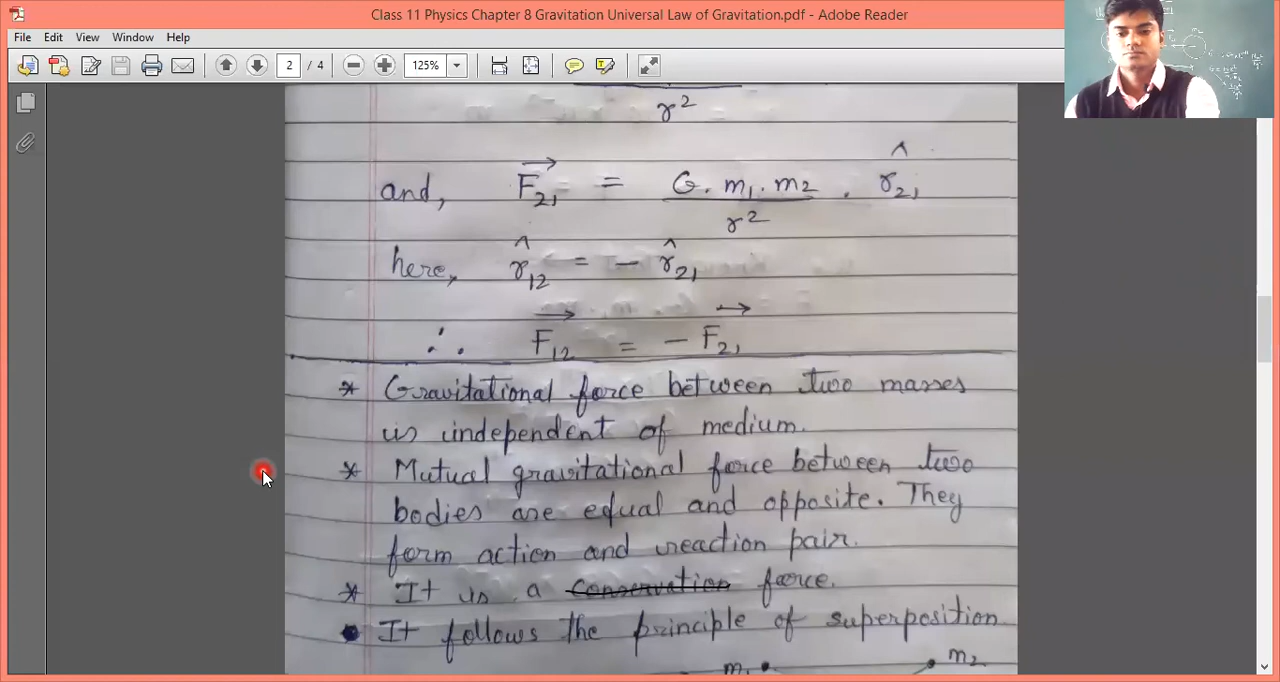 Class 11 Physics Chapter 8 Gravitation Universal Law of Gravitation.pdf - Adobe Reader
File Edit View Window Help
2 / 4 125%
r²
and, F⃗₂₁ = G. m₁. m₂ / r² . r̂₂₁
here, r̂₁₂ = - r̂₂₁
∴ F⃗₁₂ = - F⃗₂₁
* Gravitational force between two masses
is independent of medium.
* Mutual gravitational force between two
bodies are equal and opposite. They
form action and reaction pair.
* It is a ~~conservation~~ force.
• It follows the principle of superposition
m₁ m₂